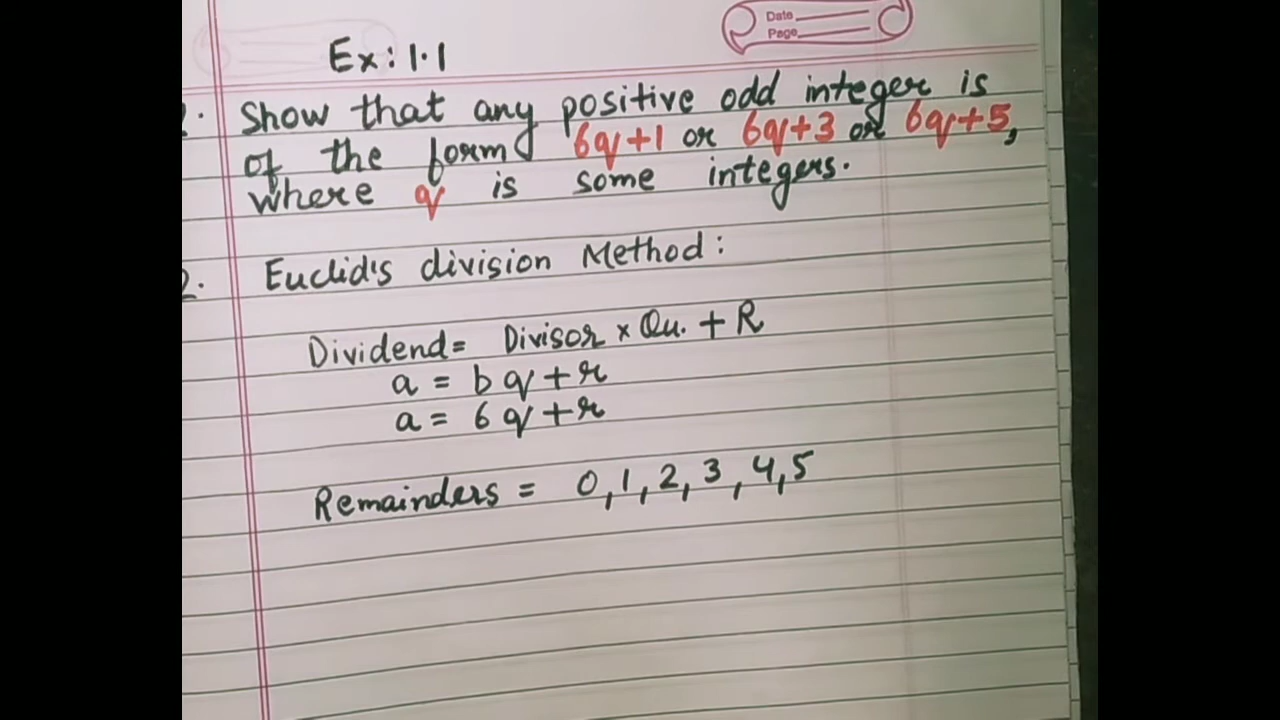 Date
Page
Ex: 1.1
Show that any positive odd integer is
of the form 6q+1 or 6q+3 or 6q+5,
where q is some integers.
2. Euclid's division Method:
Dividend = Divisor × Qu. + R
a = bq+r
a = 6q+r
Remainders = 0,1,2,3,4,5